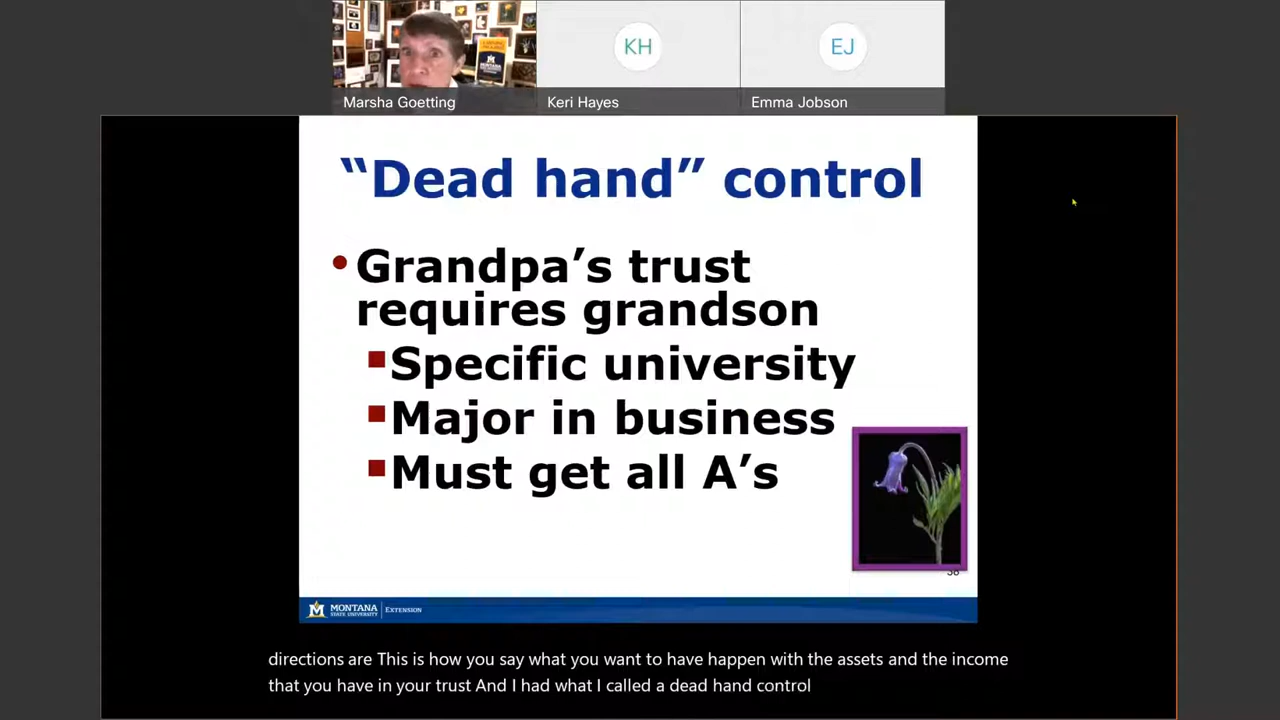 KH
EJ
Marsha Goetting
Keri Hayes
Emma Jobson
“Dead hand” control
• Grandpa’s trust
requires grandson
▪ Specific university
▪ Major in business
▪ Must get all A’s
38
MONTANA
STATE UNIVERSITY
EXTENSION
directions are This is how you say what you want to have happen with the assets and the income
that you have in your trust And I had what I called a dead hand control